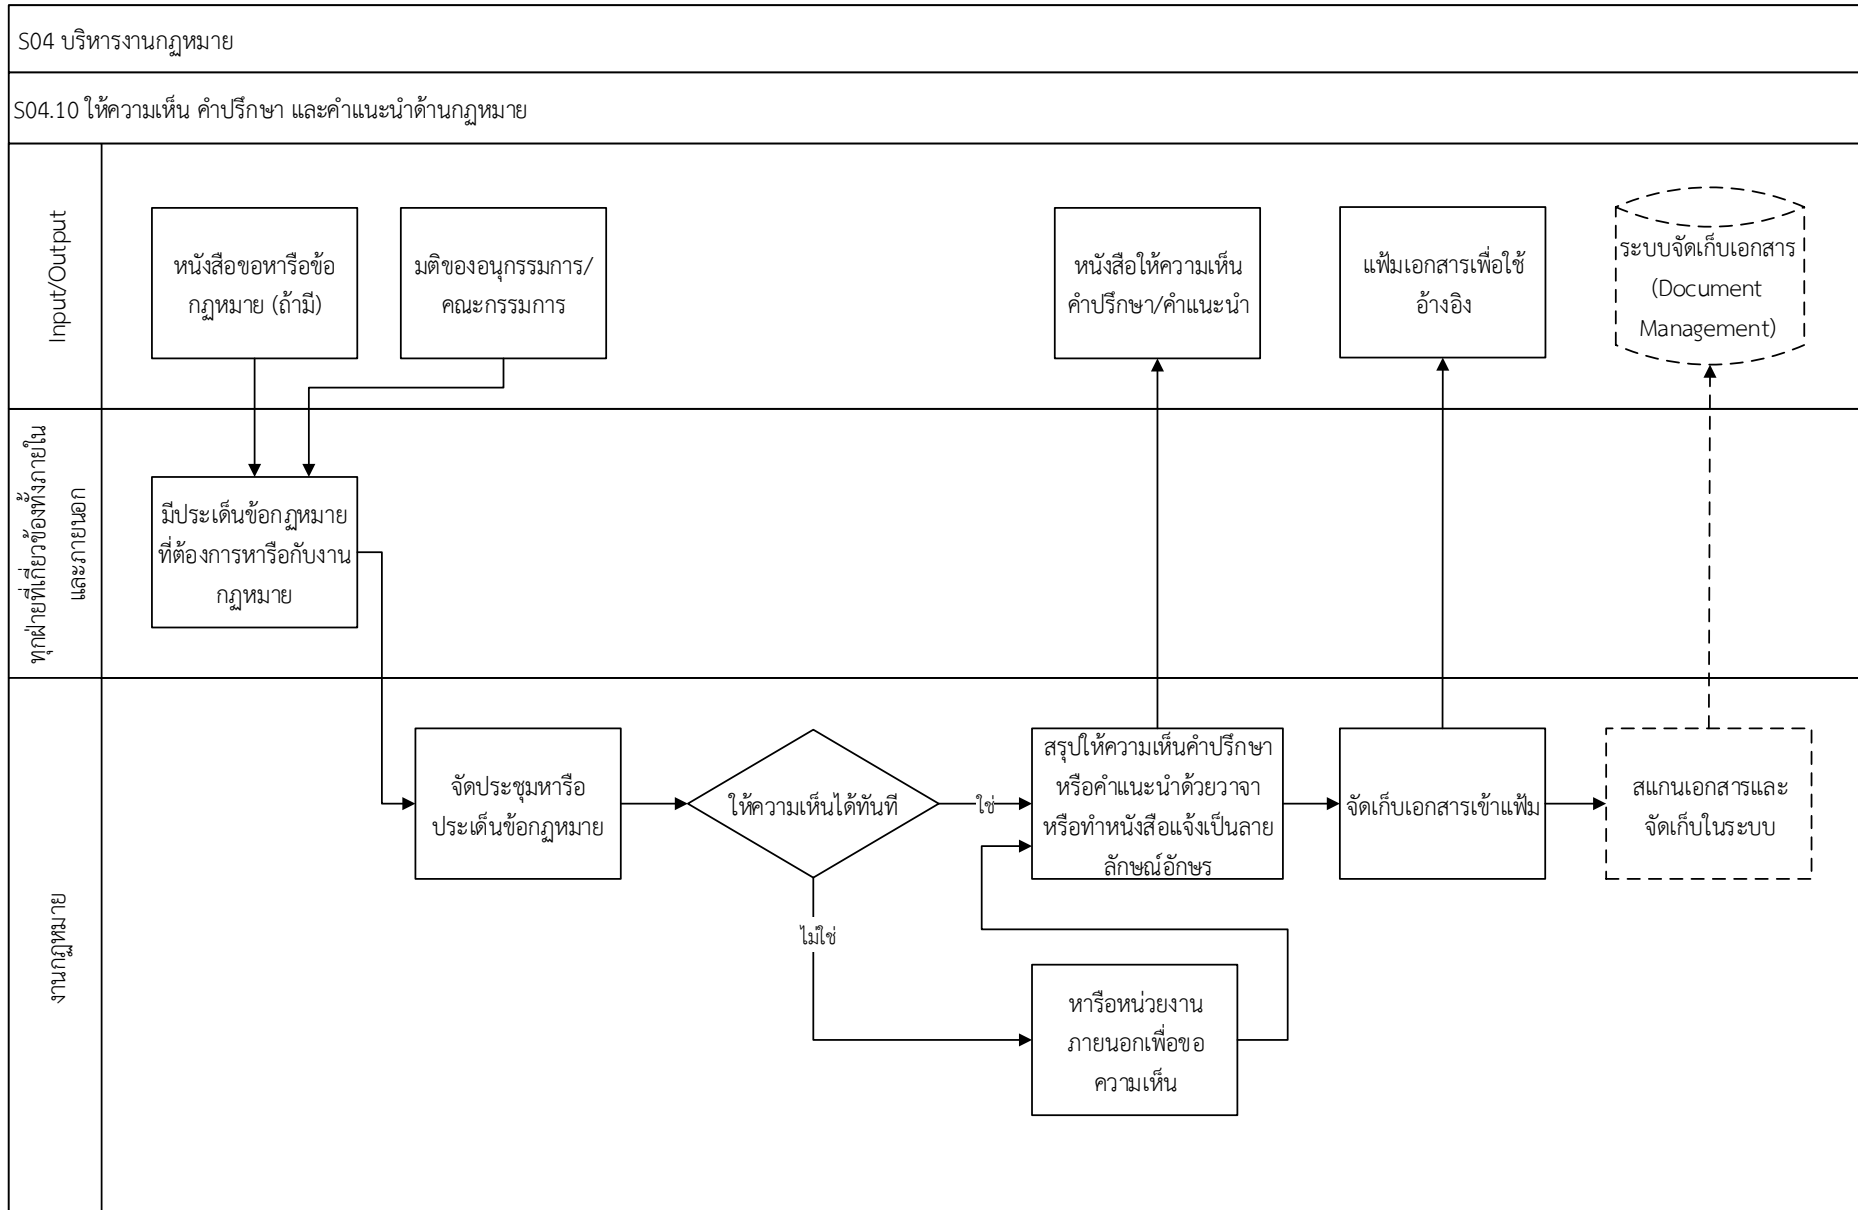 S04 บริหารงานกฏหมาย
S04.10 ให้ความเห็น คำปรึกษา และคำแนะนำด้านกฏหมาย
Input/Output
หนังสือขอหารือข้อ
กฏหมาย (ถ้ามี)
มติของอนุกรรมการ/
คณะกรรมการ
หนังสือให้ความเห็น
คำปรึกษา/คำแนะนำ
แฟ้มเอกสารเพื่อใช้
อ้างอิง
ระบบจัดเก็บเอกสาร
(Document
Management)
ทุกฝ่ายที่เกี่ยวข้องทั้งภายใน
และภายนอก
มีประเด็นข้อกฏหมาย
ที่ต้องการหารือกับงาน
กฏหมาย
งานกฏหมาย
จัดประชุมหารือ
ประเด็นข้อกฏหมาย
ให้ความเห็นได้ทันที
ใช่
ไม่ใช่
สรุปให้ความเห็นคำปรึกษา
หรือคำแนะนำด้วยวาจา
หรือทำหนังสือแจ้งเป็นลาย
ลักษณ์อักษร
จัดเก็บเอกสารเข้าแฟ้ม
สแกนเอกสารและ
จัดเก็บในระบบ
หารือหน่วยงาน
ภายนอกเพื่อขอ
ความเห็น